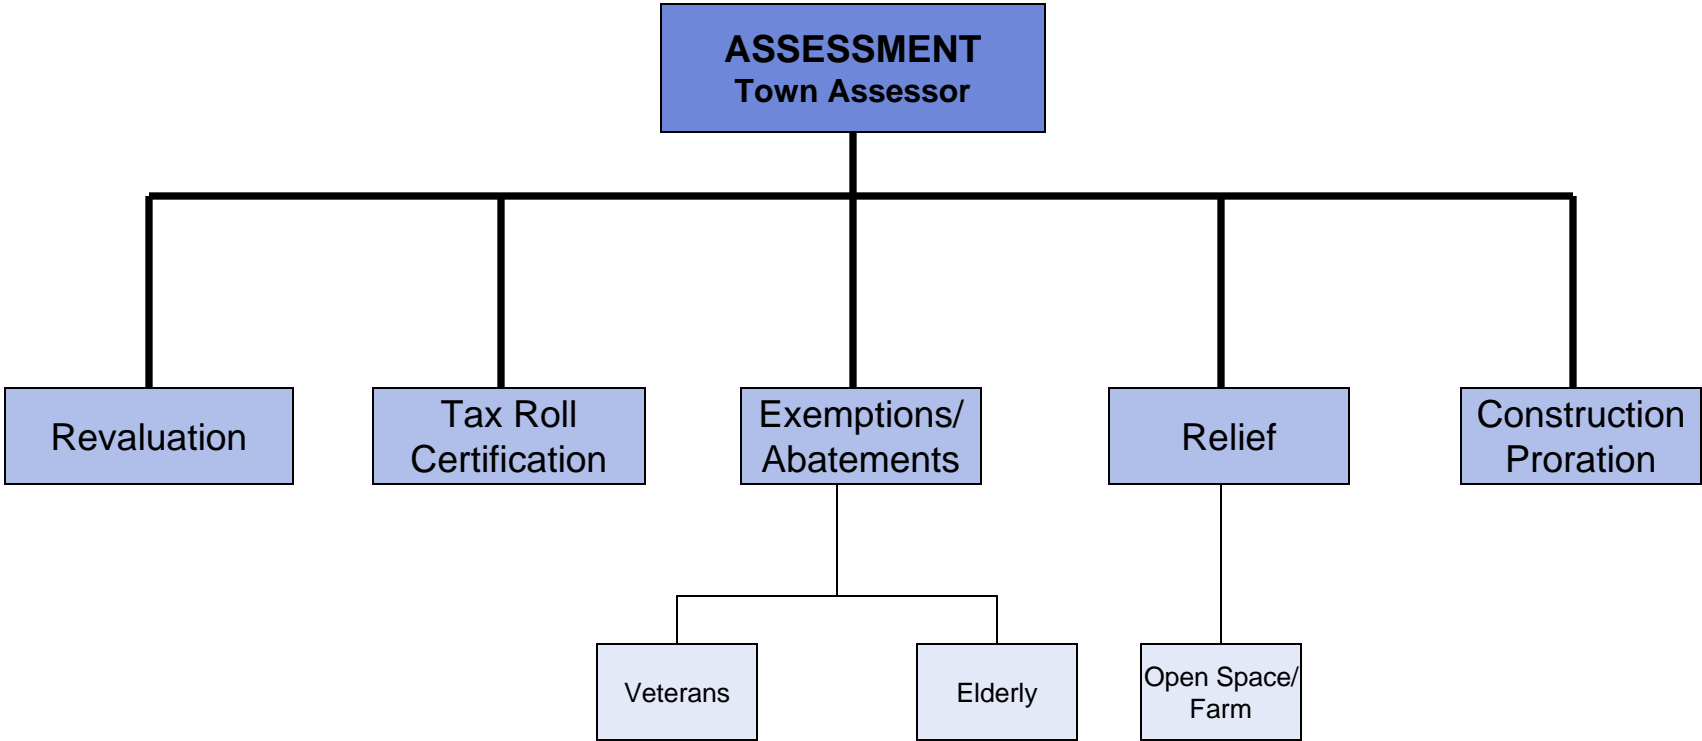 ASSESSMENT
Town Assessor
Revaluation
Tax Roll
Certification
Exemptions/
Abatements
Relief
Construction
Proration
Veterans
Elderly
Open Space/
Farm